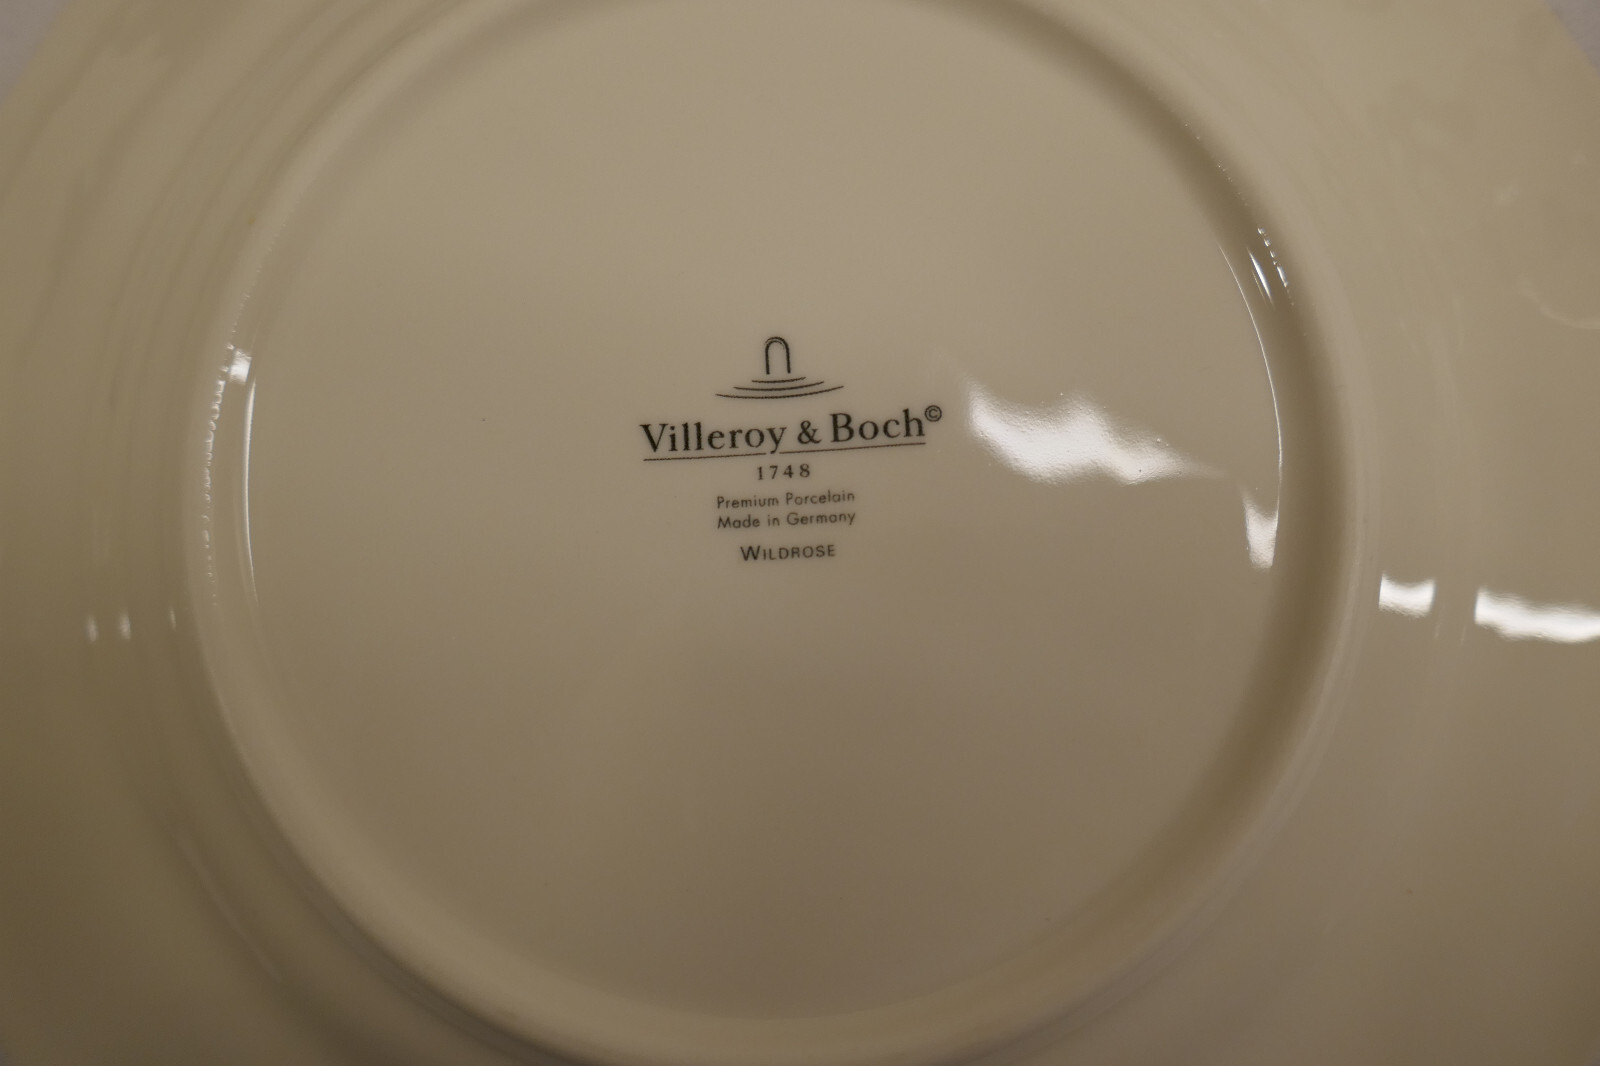 Villeroy & Boch©
1748
Premium Porcelain
Made in Germany
WILDROSE